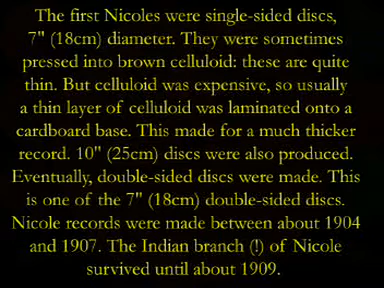 The first Nicoles were single-sided discs,
7" (18cm) diameter. They were sometimes
pressed into brown celluloid: these are quite
thin. But celluloid was expensive, so usually
a thin layer of celluloid was laminated onto a
cardboard base. This made for a much thicker
record. 10" (25cm) discs were also produced.
Eventually, double-sided discs were made. This
is one of the 7" (18cm) double-sided discs.
Nicole records were made between about 1904
and 1907. The Indian branch (!) of Nicole
survived until about 1909.